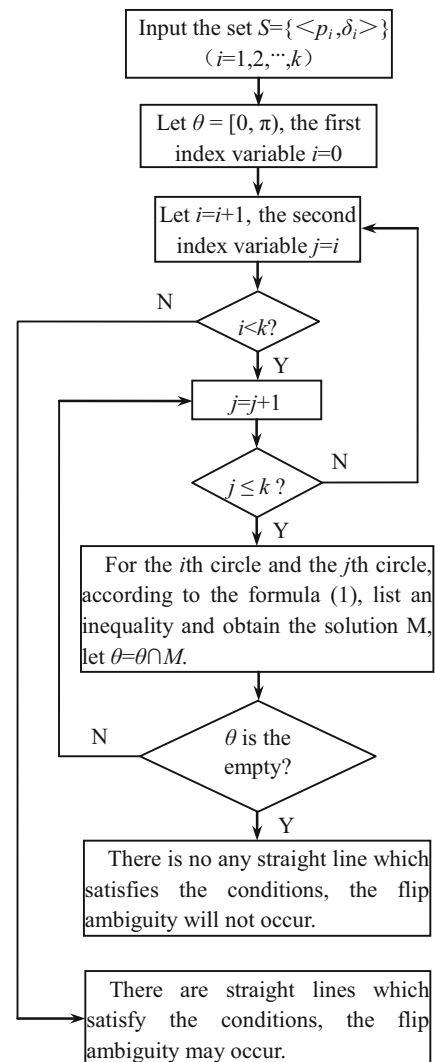 Input the set S={<pᵢ,δᵢ>}
(i=1,2,···,k)
Let θ = [0, π), the first
index variable i=0
Let i=i+1, the second
index variable j=i
N
i<k?
Y
j=j+1
N
j ≤ k ?
Y
For the ith circle and the jth circle,
according to the formula (1), list an
inequality and obtain the solution M,
let θ=θ∩M.
N
θ is the
empty?
Y
There is no any straight line which
satisfies the conditions, the flip
ambiguity will not occur.
There are straight lines which
satisfy the conditions, the flip
ambiguity may occur.